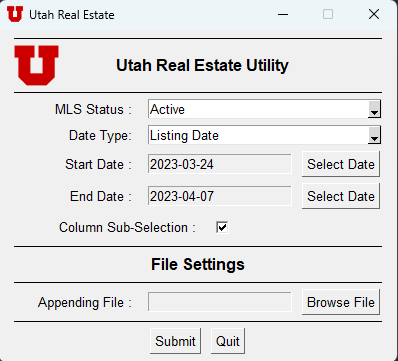 Utah Real Estate
U
Utah Real Estate Utility
MLS Status : Active
Date Type: Listing Date
Start Date : 2023-03-24 Select Date
End Date : 2023-04-07 Select Date
Column Sub-Selection :
File Settings
Appending File : Browse File
Submit Quit